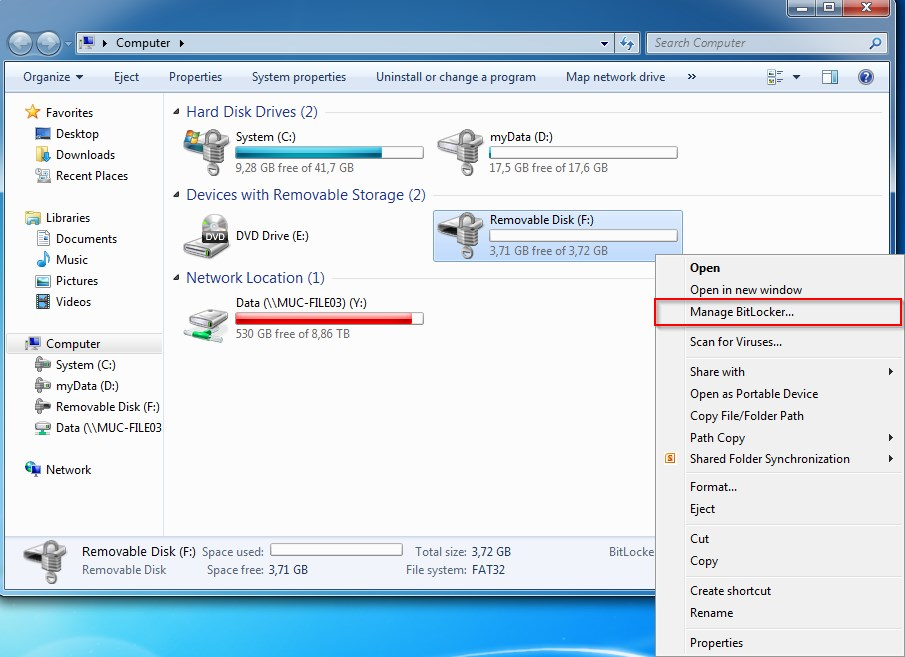 Computer
Search Computer
Organize
Eject
Properties
System properties
Uninstall or change a program
Map network drive
»
Favorites
Desktop
Downloads
Recent Places
Libraries
Documents
Music
Pictures
Videos
Computer
System (C:)
myData (D:)
Removable Disk (F:)
Data (\\MUC-FILE03
Network
Hard Disk Drives (2)
System (C:)
9,28 GB free of 41,7 GB
myData (D:)
17,5 GB free of 17,6 GB
Devices with Removable Storage (2)
DVD
DVD Drive (E:)
Removable Disk (F:)
3,71 GB free of 3,72 GB
Network Location (1)
Data (\\MUC-FILE03) (Y:)
530 GB free of 8,86 TB
Open
Open in new window
Manage BitLocker...
Scan for Viruses...
Share with
Open as Portable Device
Copy File/Folder Path
Path Copy
S
Shared Folder Synchronization
Format...
Eject
Cut
Copy
Create shortcut
Rename
Properties
Removable Disk (F:) Space used: Total size: 3,72 GB BitLocke
Removable Disk Space free: 3,71 GB File system: FAT32